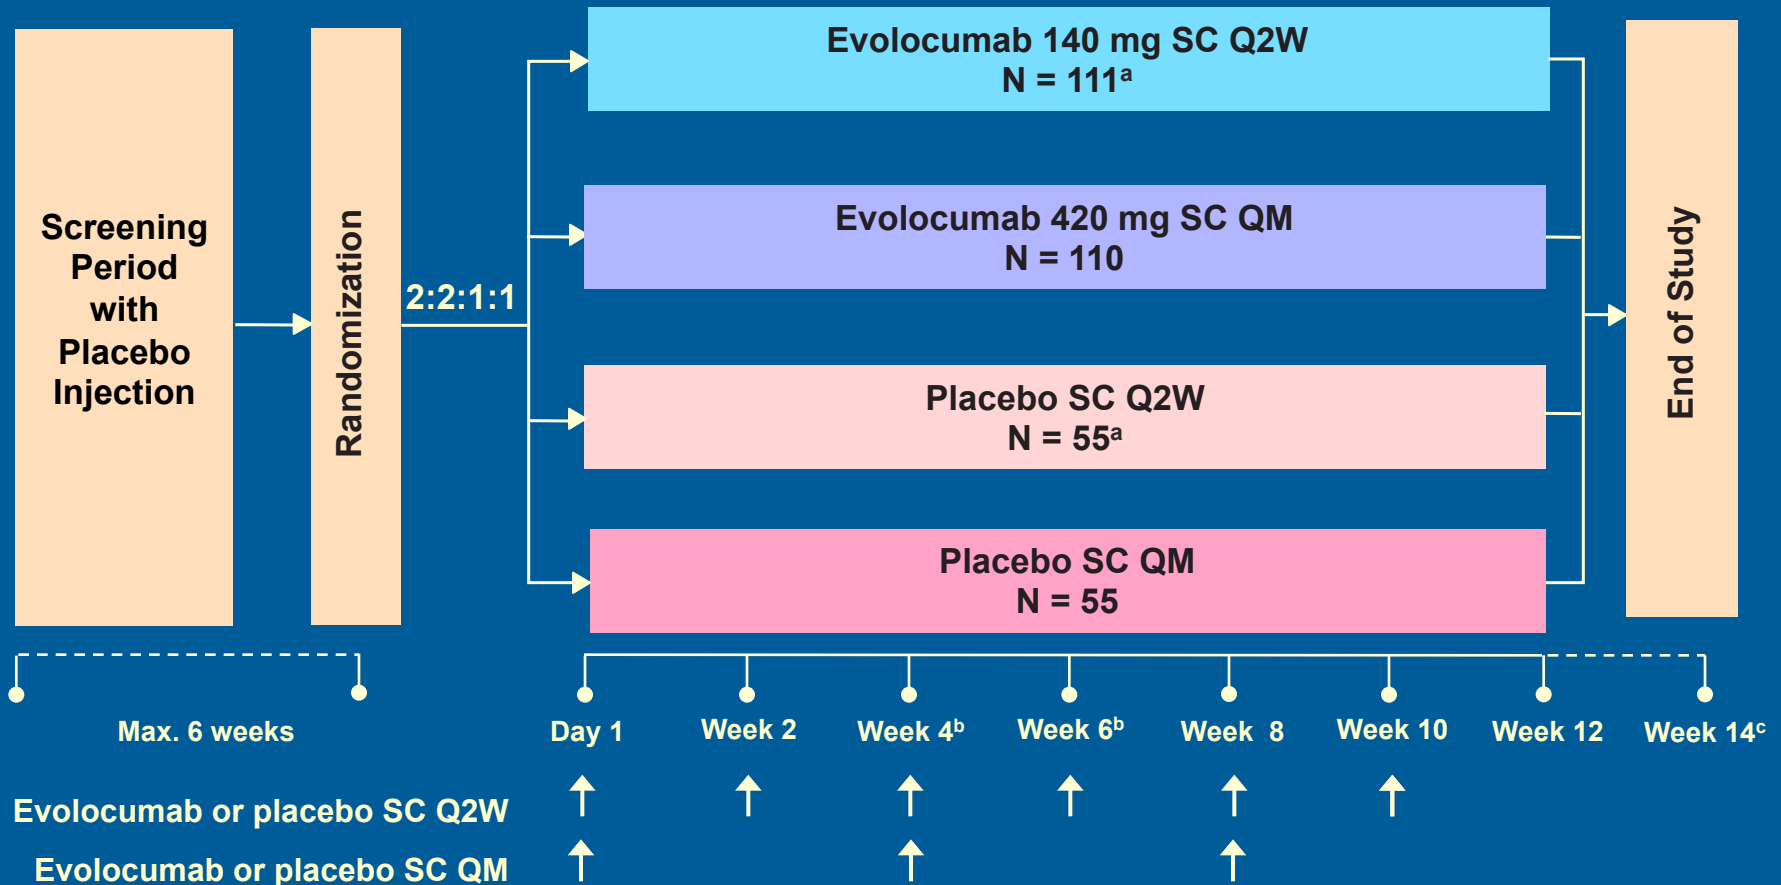 Screening
Period
with
Placebo
Injection
Randomization
2:2:1:1
Evolocumab 140 mg SC Q2W
N = 111ᵃ
Evolocumab 420 mg SC QM
N = 110
Placebo SC Q2W
N = 55ᵃ
Placebo SC QM
N = 55
End of Study
Max. 6 weeks
Day 1
Week 2
Week 4ᵇ
Week 6ᵇ
Week 8
Week 10
Week 12
Week 14ᶜ
Evolocumab or placebo SC Q2W
Evolocumab or placebo SC QM